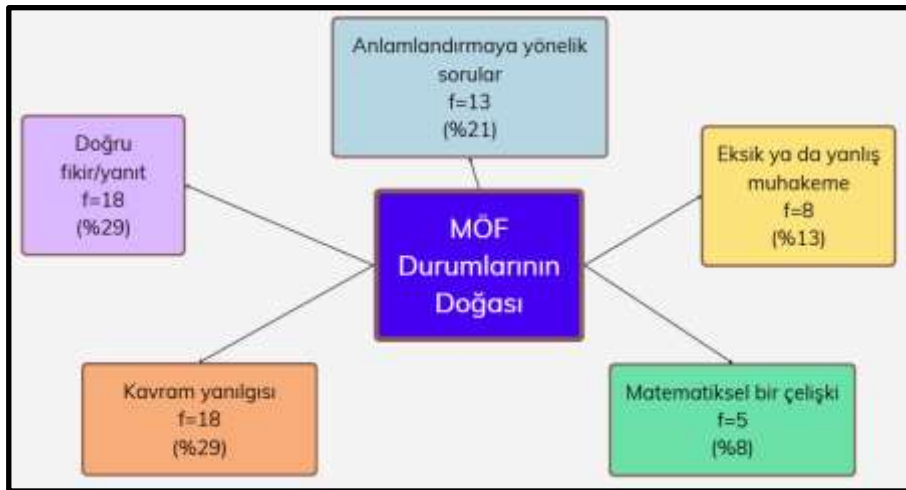 Anlamlandırmaya yönelik
sorular
f=13
(%21)
Doğru
fikir/yanıt
f=18
(%29)
Eksik ya da yanlış
muhakeme
f=8
(%13)
MÖF
Durumlarının
Doğası
Kavram yanılgısı
f=18
(%29)
Matematiksel bir çelişki
f=5
(%8)